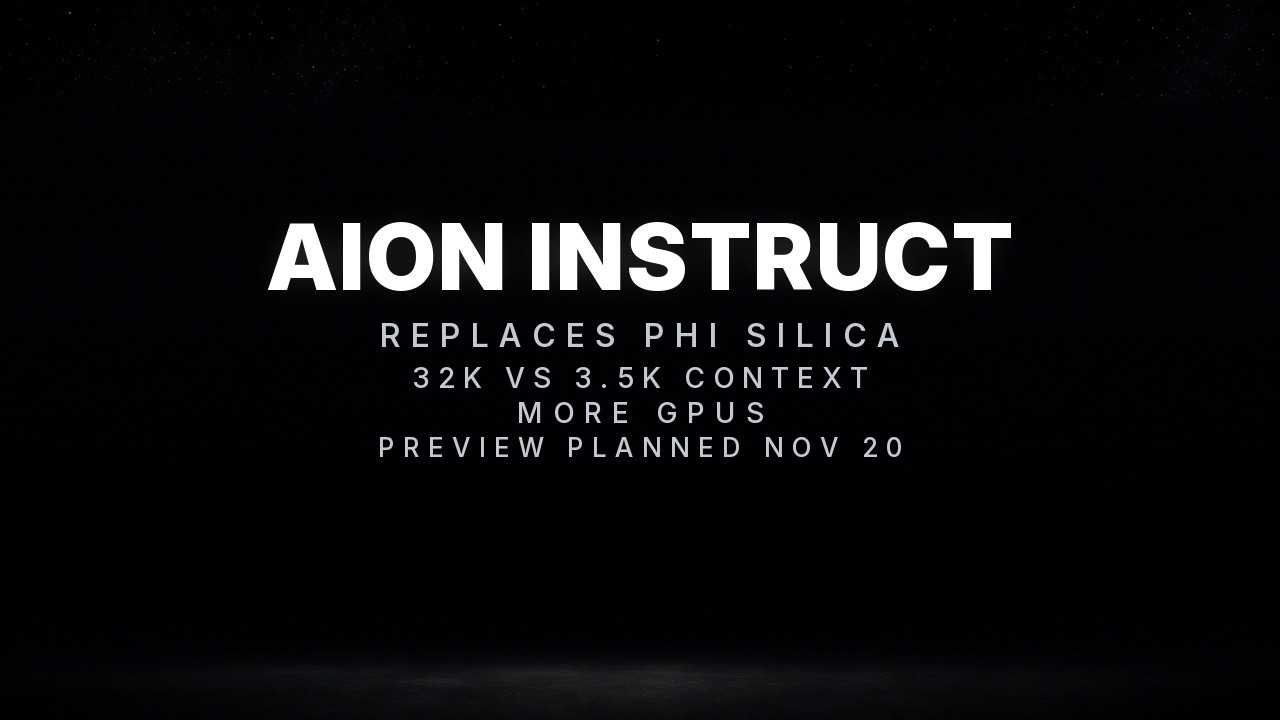 AION INSTRUCT
REPLACES PHI SILICA
32K VS 3.5K CONTEXT
MORE GPUS
PREVIEW PLANNED NOV 20